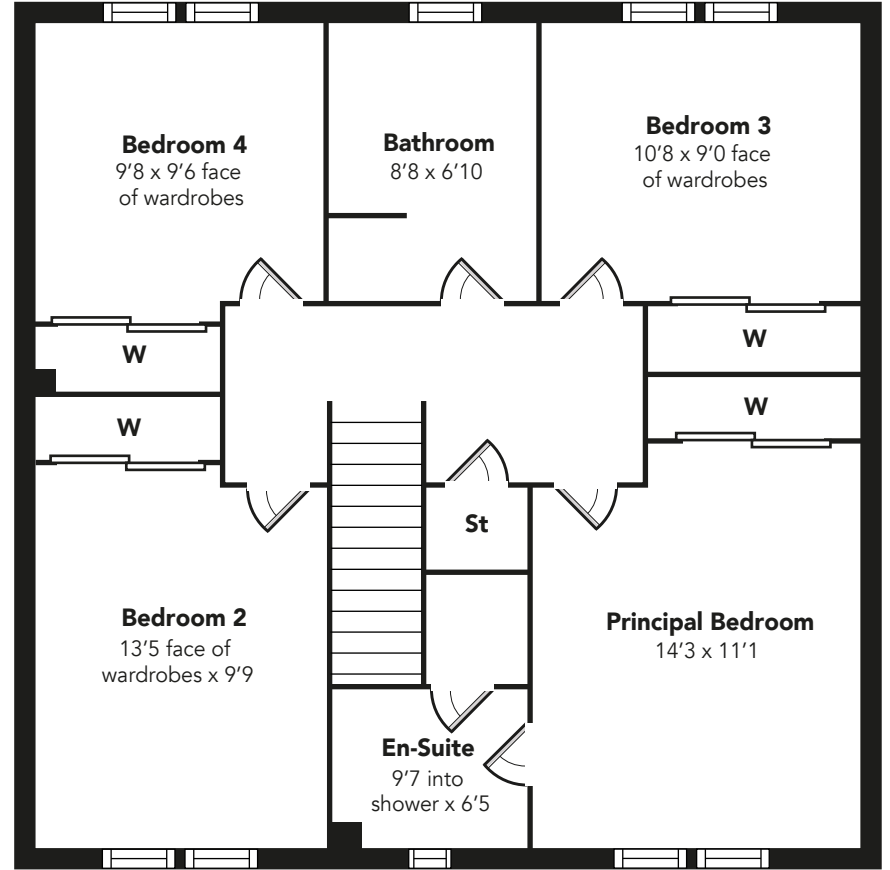 Bedroom 4
9’8 x 9’6 face
of wardrobes
Bathroom
8’8 x 6’10
Bedroom 3
10’8 x 9’0 face
of wardrobes
W
W
W
W
St
Bedroom 2
13’5 face of
wardrobes x 9’9
Principal Bedroom
14’3 x 11’1
En-Suite
9’7 into
shower x 6’5